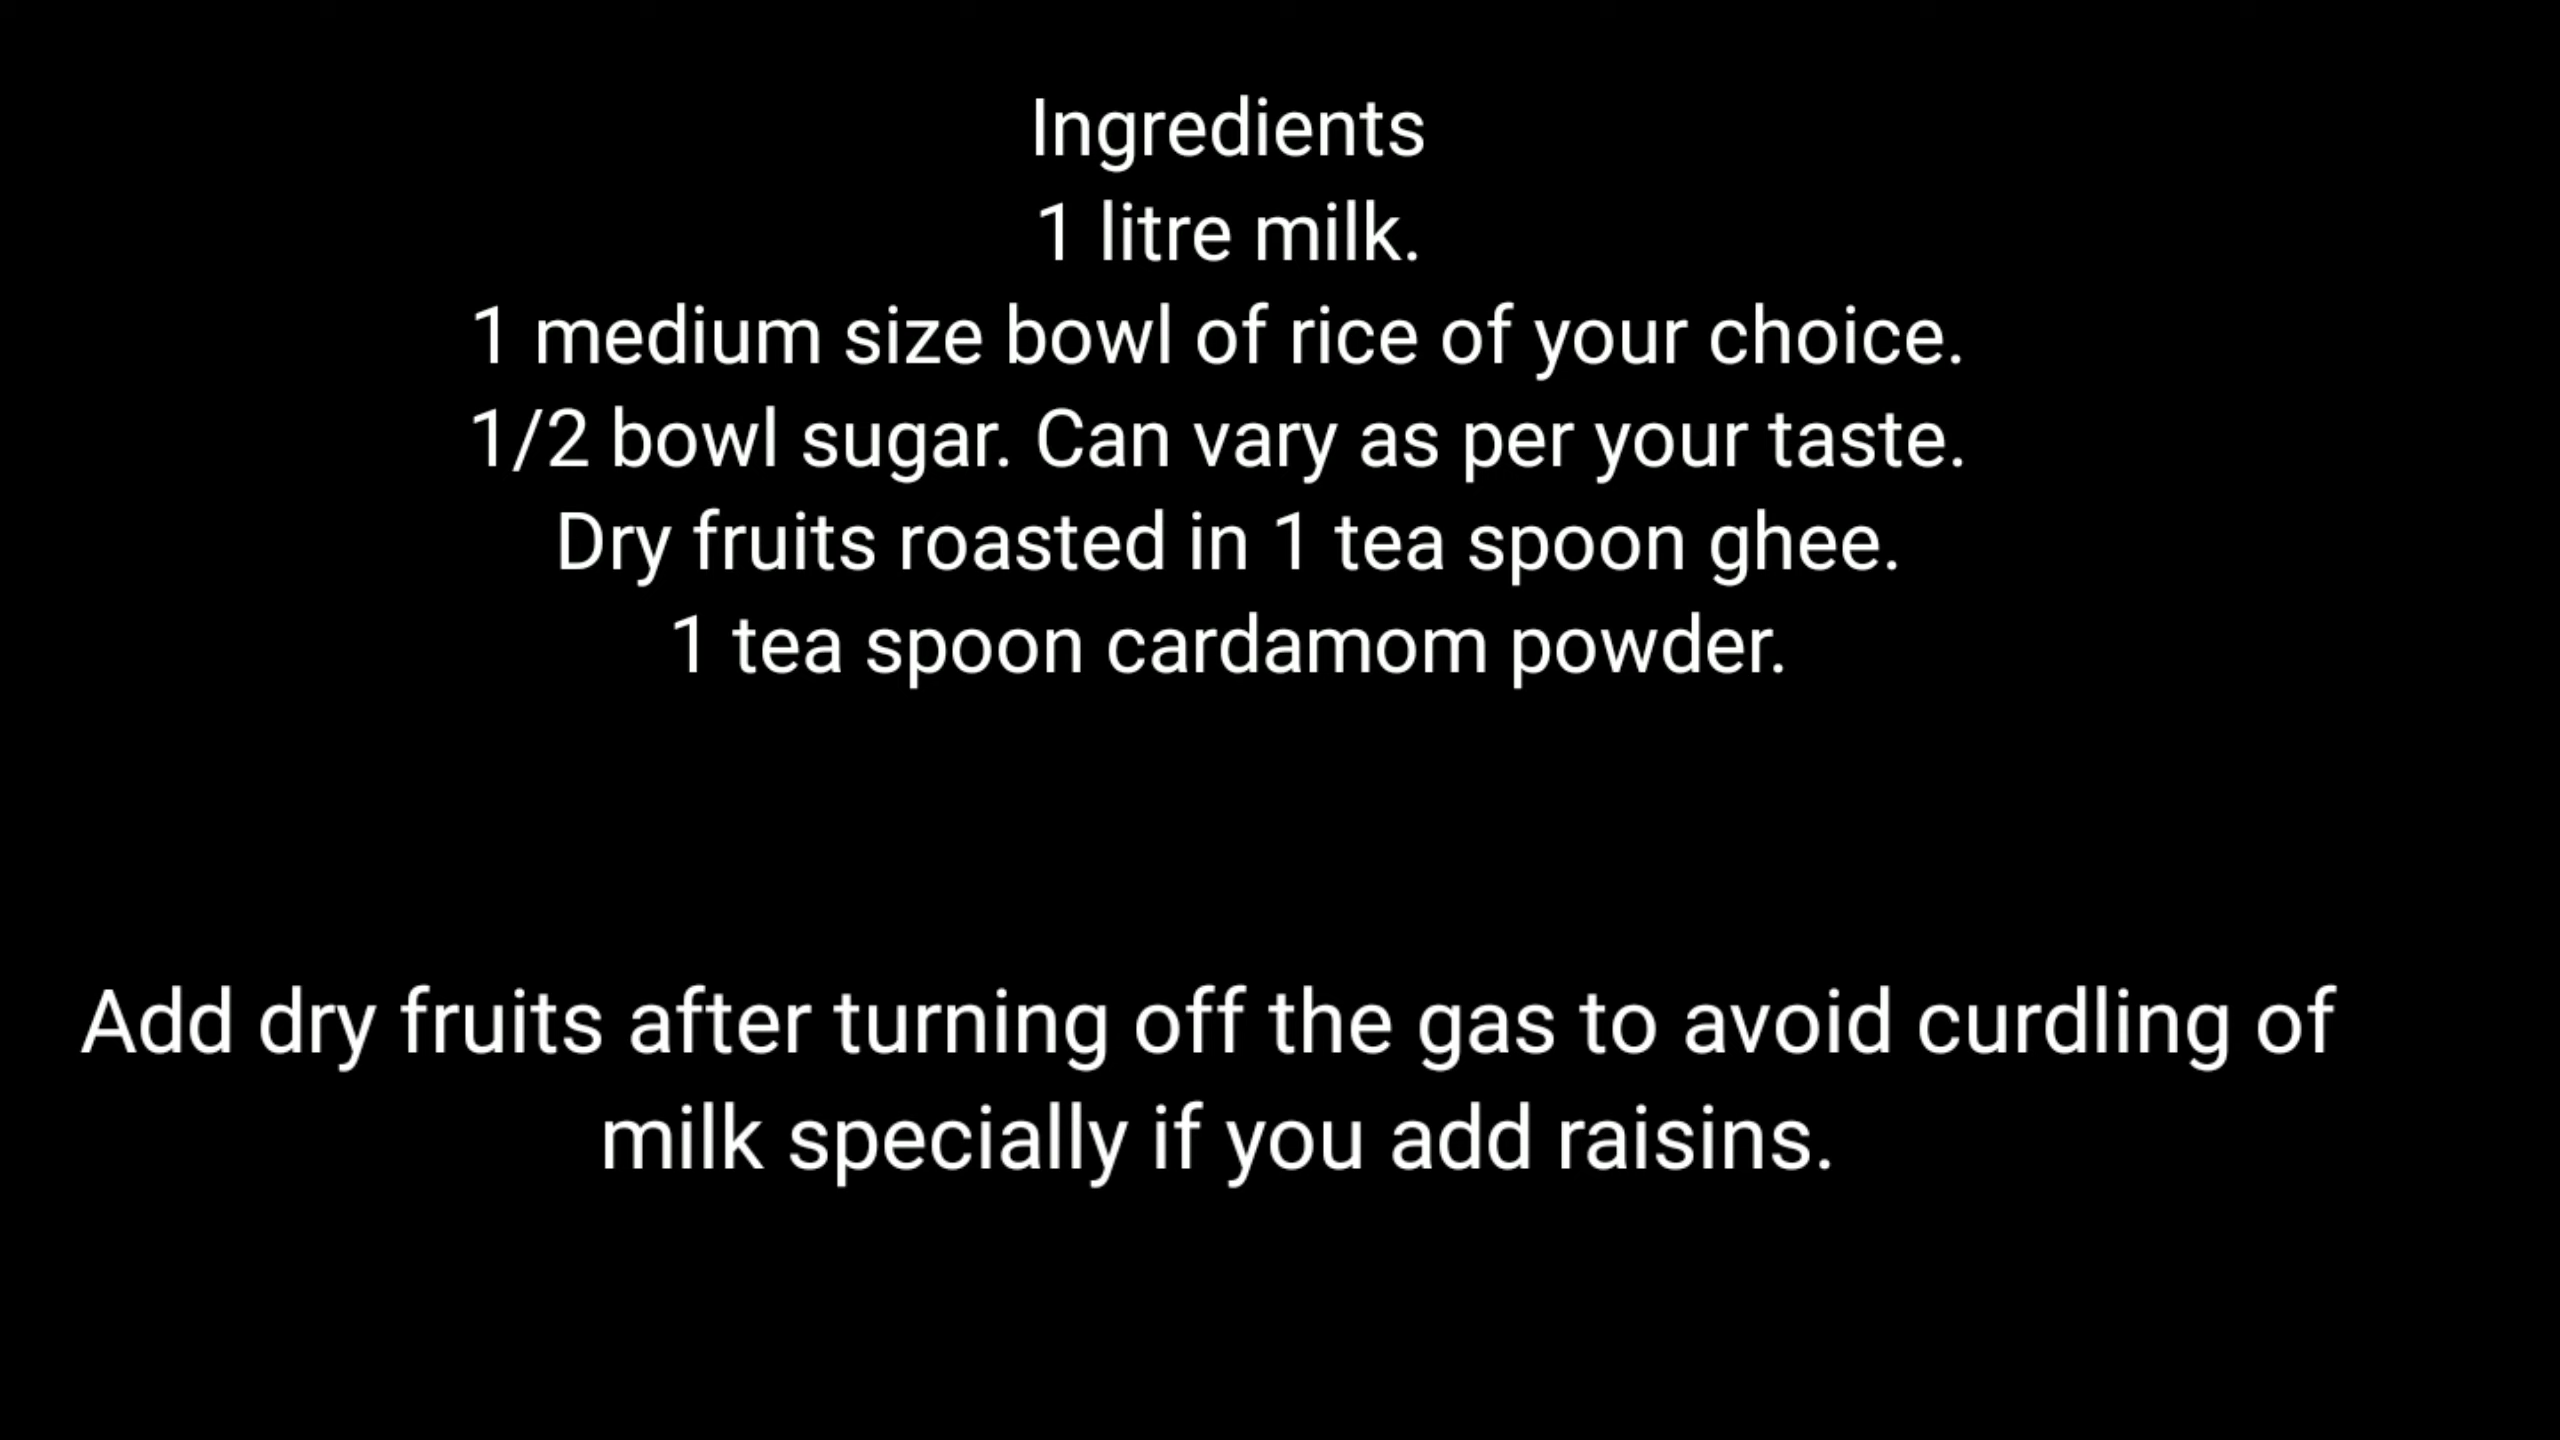 Ingredients
1 litre milk.
1 medium size bowl of rice of your choice.
1/2 bowl sugar. Can vary as per your taste.
Dry fruits roasted in 1 tea spoon ghee.
1 tea spoon cardamom powder.
Add dry fruits after turning off the gas to avoid curdling of
milk specially if you add raisins.